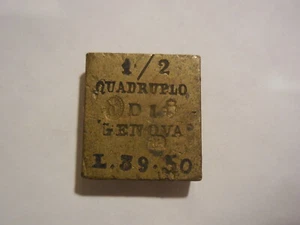 1/2
QUADRUPLO
DI
GENOVA
L.39.50